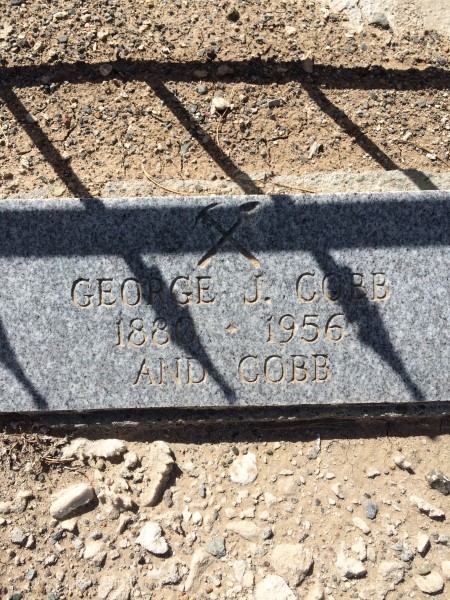 GEORGE J. COBB
1880 * 1956
AND COBB